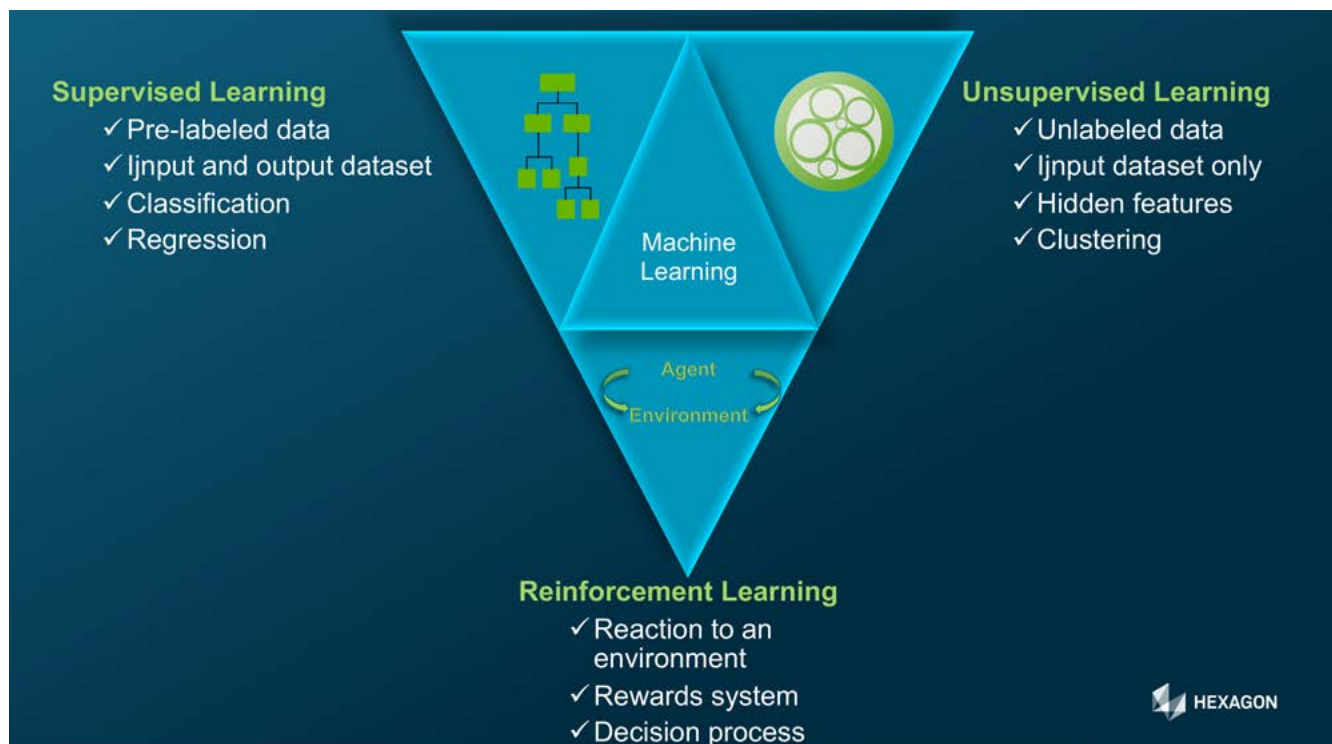 Supervised Learning
✓ Pre-labeled data
✓ Ijnput and output dataset
✓ Classification
✓ Regression
Machine
Learning
Unsupervised Learning
✓ Unlabeled data
✓ Ijnput dataset only
✓ Hidden features
✓ Clustering
Agent
Environment
Reinforcement Learning
✓ Reaction to an
environment
✓ Rewards system
✓ Decision process
HEXAGON